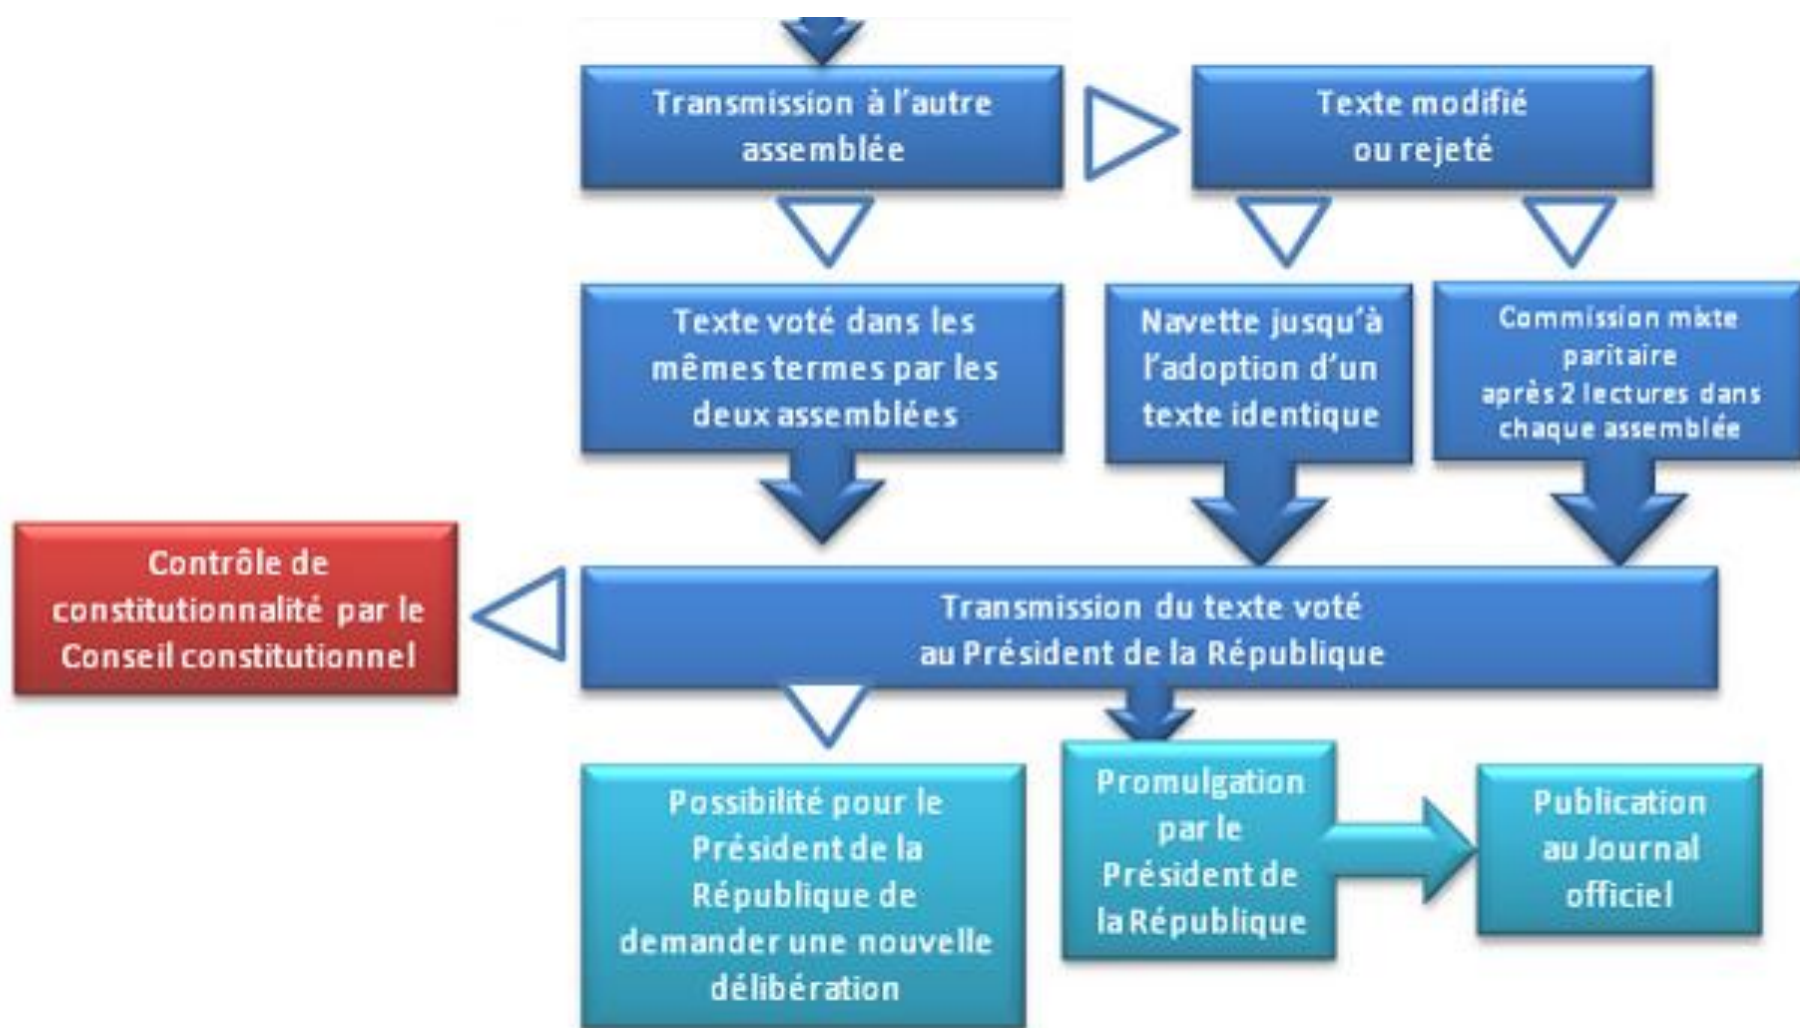 Transmission à l'autre
assemblée
Texte modifié
ou rejeté
Texte voté dans les
mêmes termes par les
deux assemblées
Navette jusqu'à
l'adoption d'un
texte identique
Commission mixte
paritaire
après 2 lectures dans
chaque assemblée
Contrôle de
constitutionnalité par le
Conseil constitutionnel
Transmission du texte voté
au Président de la République
Possibilité pour le
Président de la
République de
demander une nouvelle
délibération
Promulgation
par le
Président de
la République
Publication
au Journal
officiel